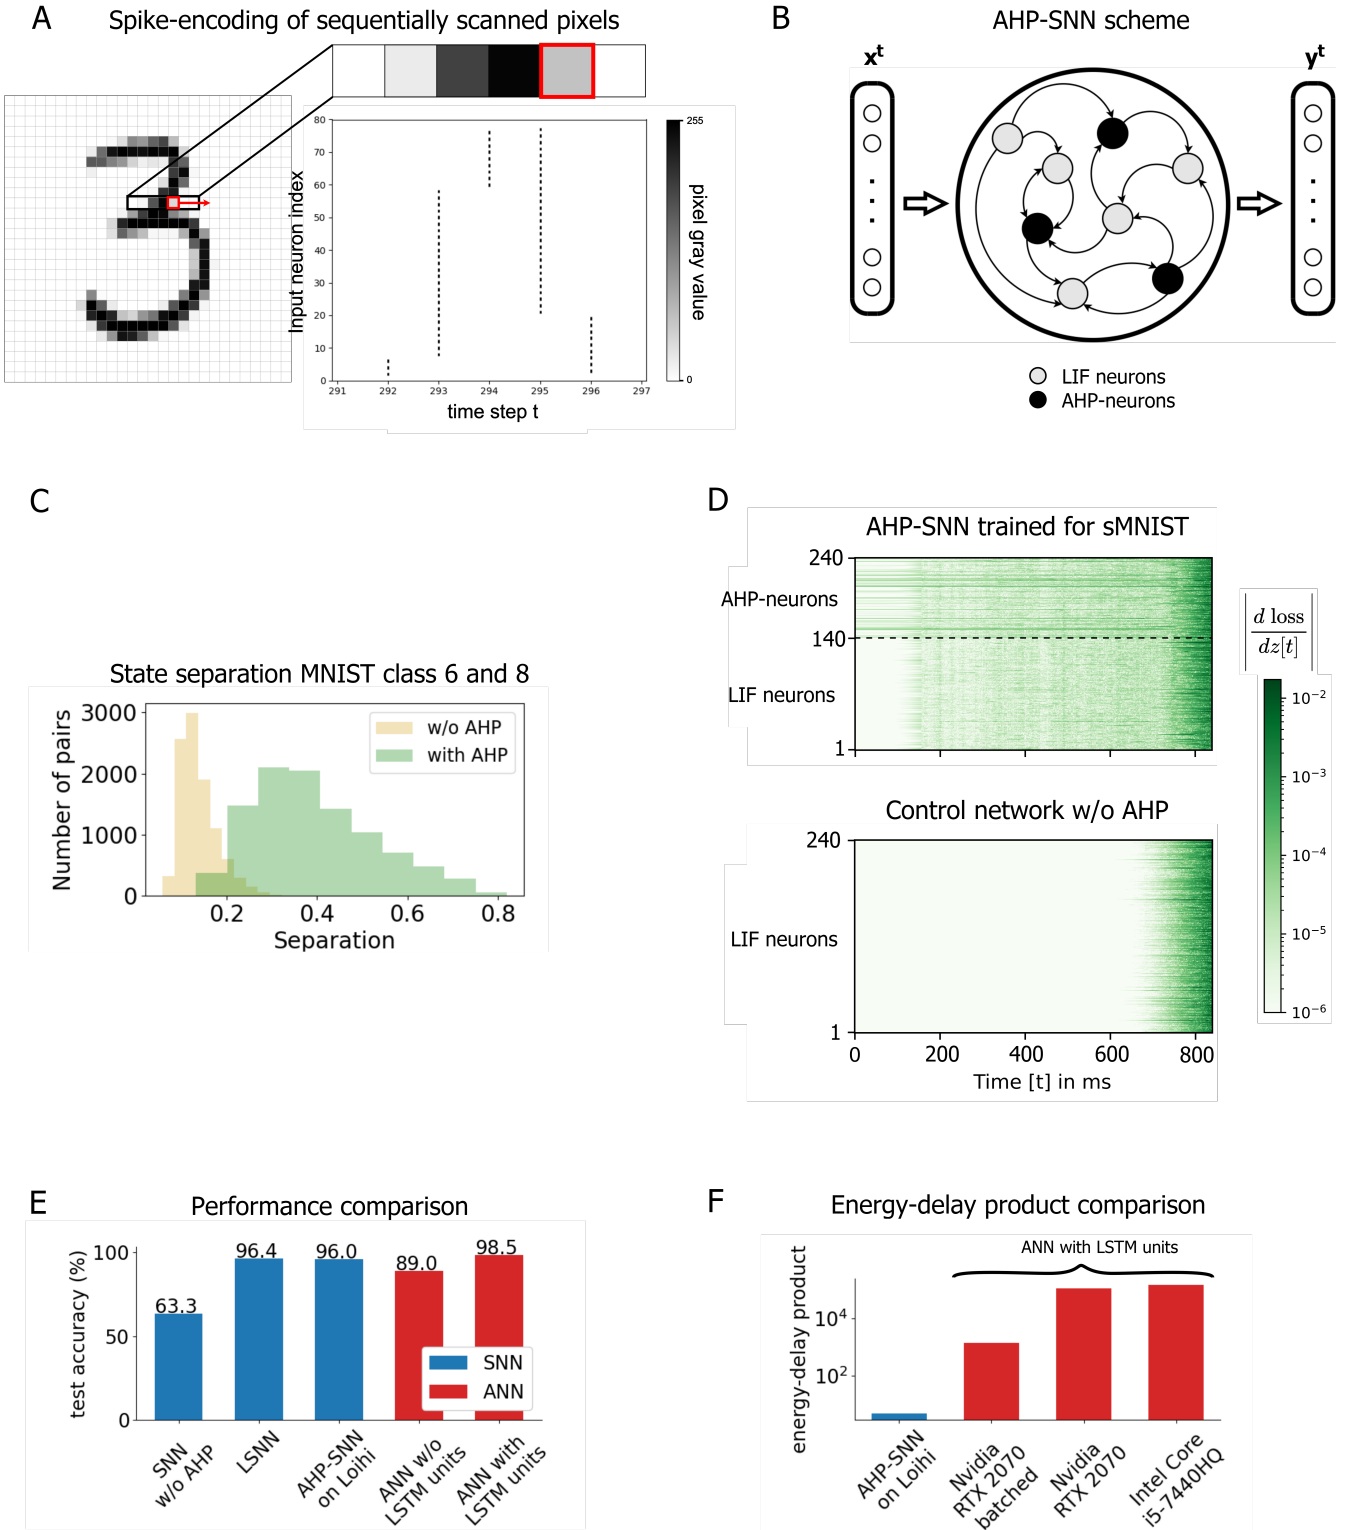 A
Spike-encoding of sequentially scanned pixels
80
70
60
50
40
30
20
10
0
Input neuron index
291 292 293 294 295 296 297
time step t
255
0
pixel gray value
B
AHP-SNN scheme
x^t
y^t
LIF neurons
AHP-neurons
C
State separation MNIST class 6 and 8
Number of pairs
3000
2000
1000
0
w/o AHP
with AHP
0.2 0.4 0.6 0.8
Separation
D
AHP-SNN trained for sMNIST
240
AHP-neurons
140
LIF neurons
1
Control network w/o AHP
240
LIF neurons
1
0 200 400 600 800
Time [t] in ms
d loss
dz[t]
10^-2
10^-3
10^-4
10^-5
10^-6
E
Performance comparison
test accuracy (%)
100
50
0
63.3
96.4
96.0
89.0
98.5
SNN
ANN
SNN
w/o AHP
LSNN
AHP-SNN
on Loihi
ANN w/o
LSTM units
ANN with
LSTM units
F
Energy-delay product comparison
ANN with LSTM units
energy-delay product
10^4
10^2
AHP-SNN
on Loihi
Nvidia
RTX 2070
batched
Nvidia
RTX 2070
Intel Core
i5-7440HQ